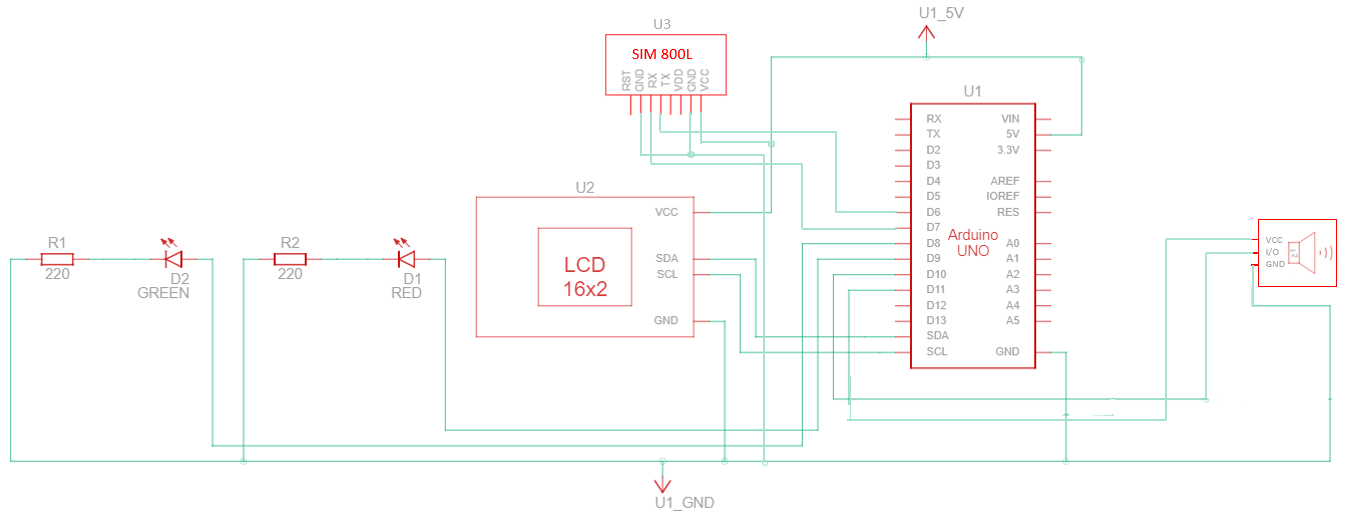 U1_5V
U3
SIM 800L
RST
GND
RX
TX
VDD
GND
VCC
U1
RX
TX
D2
D3
D4
D5
D6
D7
D8
D9
D10
D11
D12
D13
SDA
SCL
Arduino
UNO
VIN
5V
3.3V
AREF
IOREF
RES
A0
A1
A2
A3
A4
A5
GND
U2
VCC
SDA
SCL
GND
LCD
16x2
R1
220
D2
GREEN
R2
220
D1
RED
VCC
I/O
GND
U1_GND